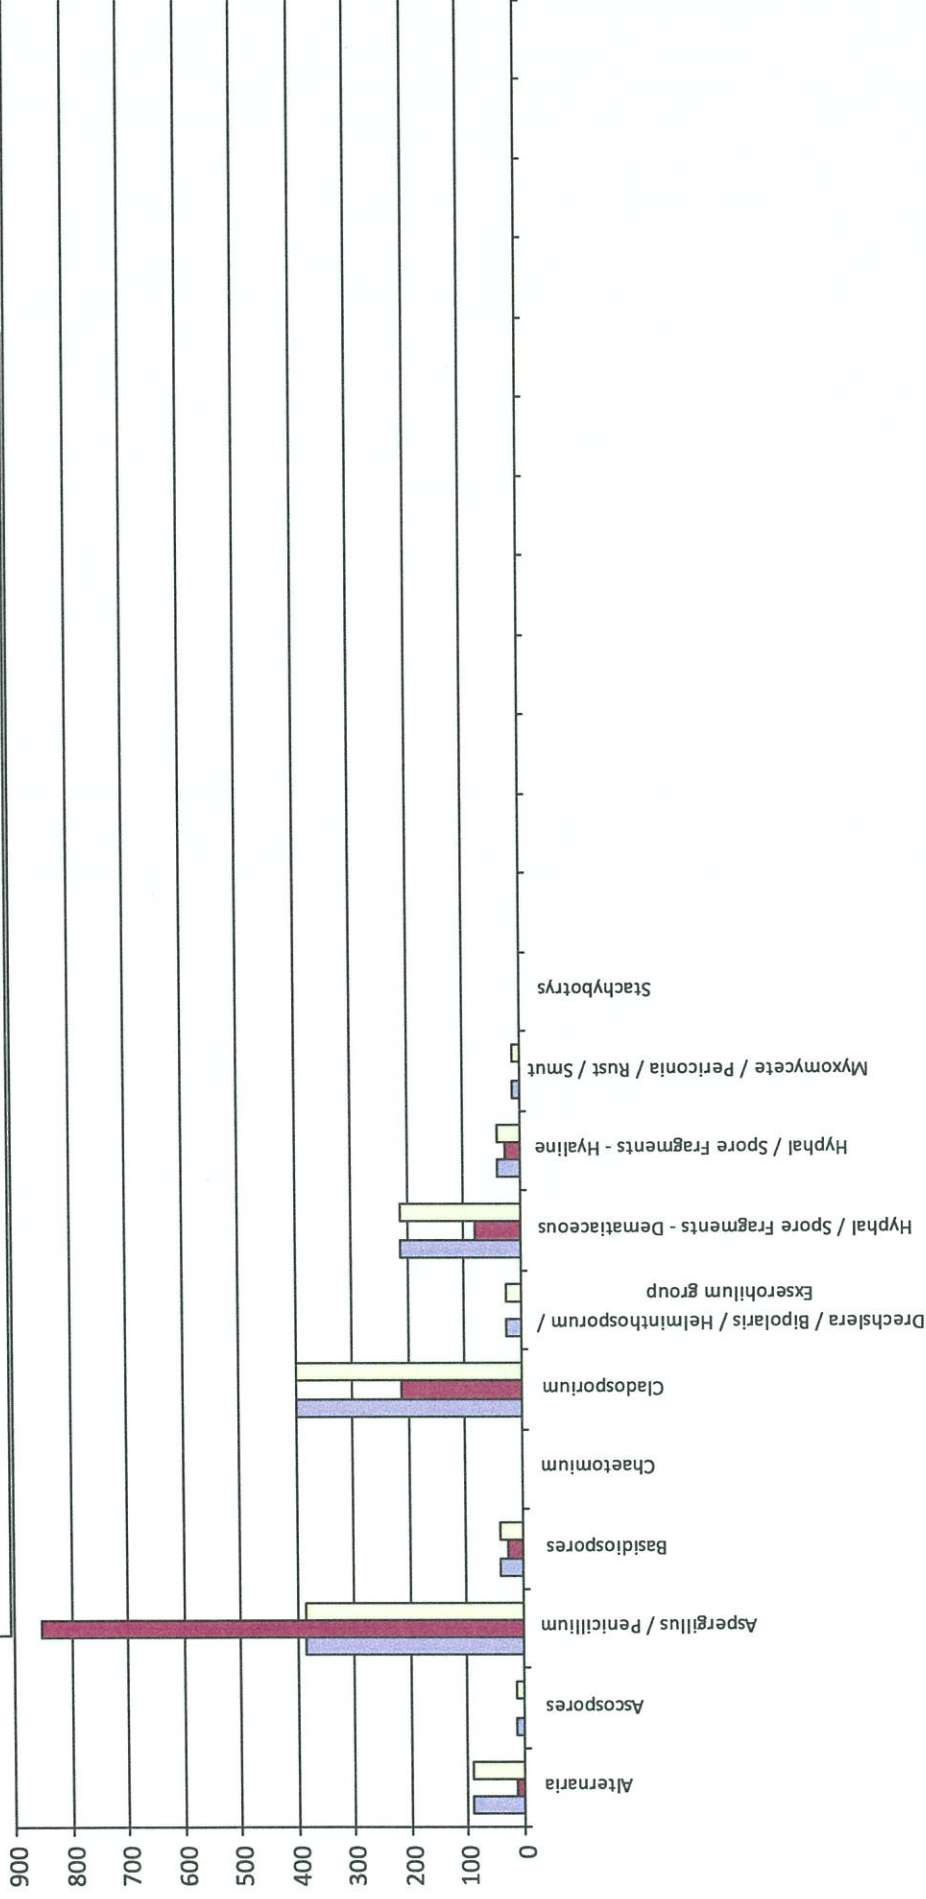 900
800
700
600
500
400
300
200
100
0
Alternaria
Ascospores
Aspergillus / Penicillium
Basidiospores
Chaetomium
Cladosporium
Drechslera / Bipolaris / Helminthosporum /
Exserohilum group
Hyphal / Spore Fragments - Dematiaceous
Hyphal / Spore Fragments - Hyaline
Myxomycete / Periconia / Rust / Smut
Stachybotrys